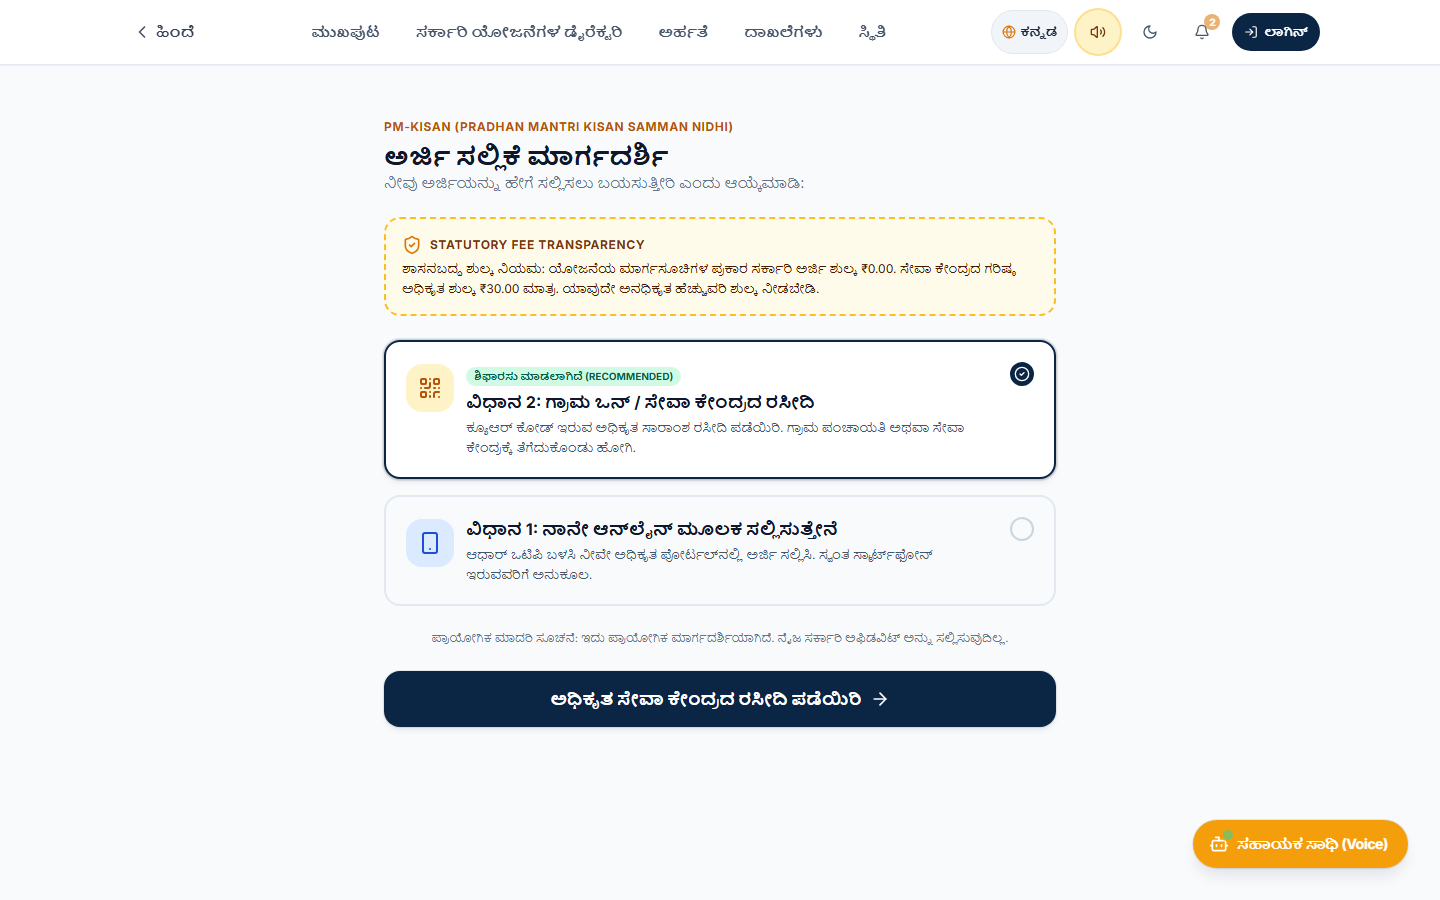 ಹಿಂದೆ
ಮುಖಪುಟ
ಸರ್ಕಾರಿ ಯೋಜನೆಗಳ ಡೈರೆಕ್ಟರಿ
ಅರ್ಹತೆ
ದಾಖಲೆಗಳು
ಸ್ಥಿತಿ
ಕನ್ನಡ
2
ಲಾಗಿನ್
PM-KISAN (PRADHAN MANTRI KISAN SAMMAN NIDHI)
ಅರ್ಜಿ ಸಲ್ಲಿಕೆ ಮಾರ್ಗದರ್ಶಿ
ನೀವು ಅರ್ಜಿಯನ್ನು ಹೇಗೆ ಸಲ್ಲಿಸಲು ಬಯಸುತ್ತೀರಿ ಎಂದು ಆಯ್ಕೆಮಾಡಿ:
STATUTORY FEE TRANSPARENCY
ಶಾಸನಬದ್ಧ ಶುಲ್ಕ ನಿಯಮ: ಯೋಜನೆಯ ಮಾರ್ಗಸೂಚಿಗಳ ಪ್ರಕಾರ ಸರ್ಕಾರಿ ಅರ್ಜಿ ಶುಲ್ಕ ₹0.00. ಸೇವಾ ಕೇಂದ್ರದ ಗರಿಷ್ಠ
ಅಧಿಕೃತ ಶುಲ್ಕ ₹30.00 ಮಾತ್ರ. ಯಾವುದೇ ಅನಧಿಕೃತ ಹೆಚ್ಚುವರಿ ಶುಲ್ಕ ನೀಡಬೇಡಿ.
ಶಿಫಾರಸು ಮಾಡಲಾಗಿದೆ (RECOMMENDED)
ವಿಧಾನ 2: ಗ್ರಾಮ ಒನ್ / ಸೇವಾ ಕೇಂದ್ರದ ರಸೀದಿ
ಕ್ಯೂಆರ್ ಕೋಡ್ ಇರುವ ಅಧಿಕೃತ ಸಾರಾಂಶ ರಸೀದಿ ಪಡೆಯಿರಿ. ಗ್ರಾಮ ಪಂಚಾಯತಿ ಅಥವಾ ಸೇವಾ
ಕೇಂದ್ರಕ್ಕೆ ತೆಗೆದುಕೊಂಡು ಹೋಗಿ.
ವಿಧಾನ 1: ನಾನೇ ಆನ್‌ಲೈನ್ ಮೂಲಕ ಸಲ್ಲಿಸುತ್ತೇನೆ
ಆಧಾರ್ ಒಟಿಪಿ ಬಳಸಿ ನೀವೇ ಅಧಿಕೃತ ಪೋರ್ಟಲ್‌ನಲ್ಲಿ ಅರ್ಜಿ ಸಲ್ಲಿಸಿ. ಸ್ವಂತ ಸ್ಮಾರ್ಟ್‌ಫೋನ್
ಇರುವವರಿಗೆ ಅನುಕೂಲ.
ಪ್ರಾಯೋಗಿಕ ಮಾದರಿ ಸೂಚನೆ: ಇದು ಪ್ರಾಯೋಗಿಕ ಮಾರ್ಗದರ್ಶಿಯಾಗಿದೆ. ನೈಜ ಸರ್ಕಾರಿ ಅಫಿಡವಿಟ್ ಅನ್ನು ಸಲ್ಲಿಸುವುದಿಲ್ಲ.
ಅಧಿಕೃತ ಸೇವಾ ಕೇಂದ್ರದ ರಸೀದಿ ಪಡೆಯಿರಿ
ಸಹಾಯಕ ಸಾಧಿ (Voice)